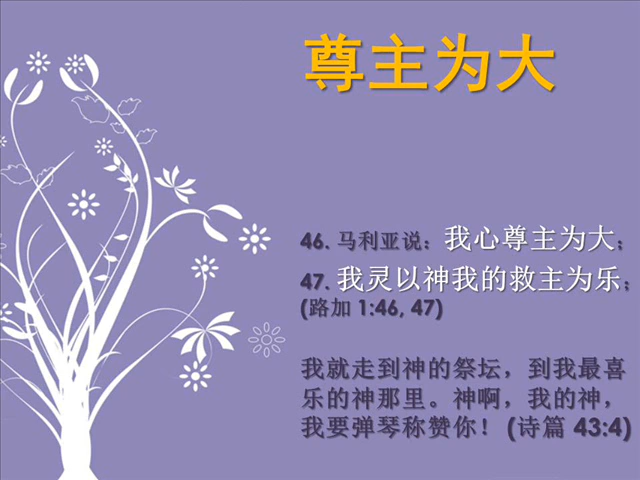 尊主为大
46. 马利亚说：我心尊主为大；
47. 我灵以神我的救主为乐；
(路加 1:46, 47)
我就走到神的祭坛，到我最喜
乐的神那里。神啊，我的神，
我要弹琴称赞你！ (诗篇 43:4)